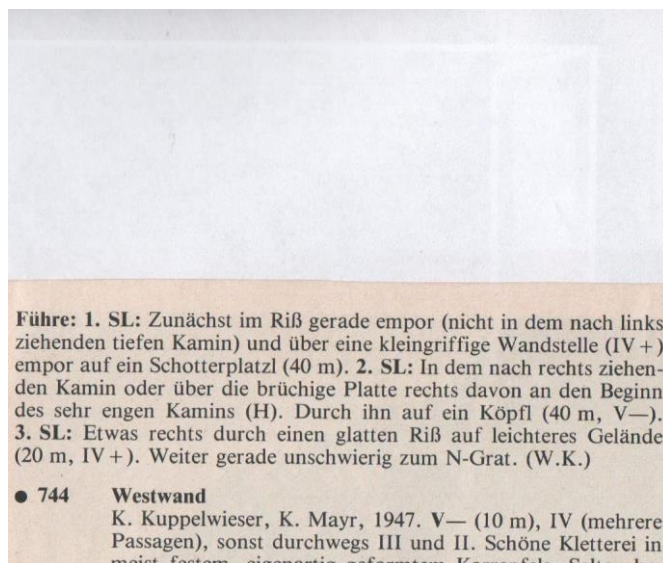 Führe: 1. SL: Zunächst im Riß gerade empor (nicht in dem nach links
ziehenden tiefen Kamin) und über eine kleingriffige Wandstelle (IV+)
empor auf ein Schotterplatzl (40 m). 2. SL: In dem nach rechts ziehen-
den Kamin oder über die brüchige Platte rechts davon an den Beginn
des sehr engen Kamins (H). Durch ihn auf ein Köpfl (40 m, V—).
3. SL: Etwas rechts durch einen glatten Riß auf leichteres Gelände
(20 m, IV+). Weiter gerade unschwierig zum N-Grat. (W.K.)
● 744 Westwand
K. Kuppelwieser, K. Mayr, 1947. V— (10 m), IV (mehrere
Passagen), sonst durchwegs III und II. Schöne Kletterei in
meist festem, eigenartig geformtem